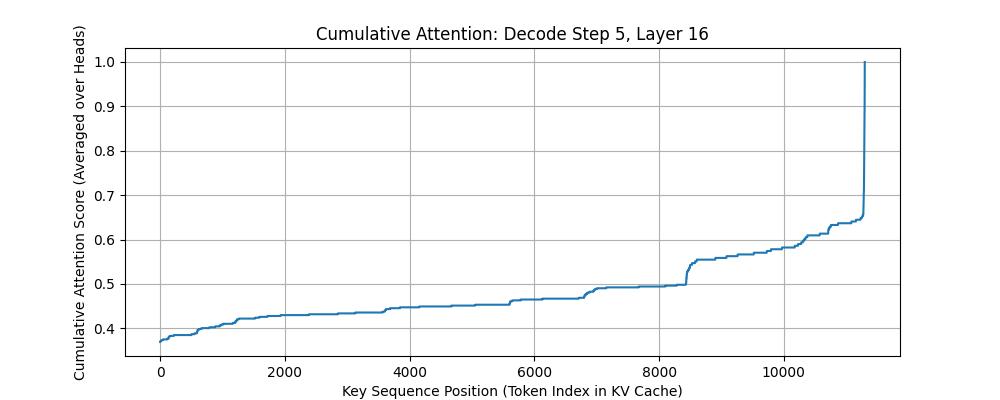 Cumulative Attention: Decode Step 5, Layer 16
Cumulative Attention Score (Averaged over Heads)
1.0
0.9
0.8
0.7
0.6
0.5
0.4
0 2000 4000 6000 8000 10000
Key Sequence Position (Token Index in KV Cache)